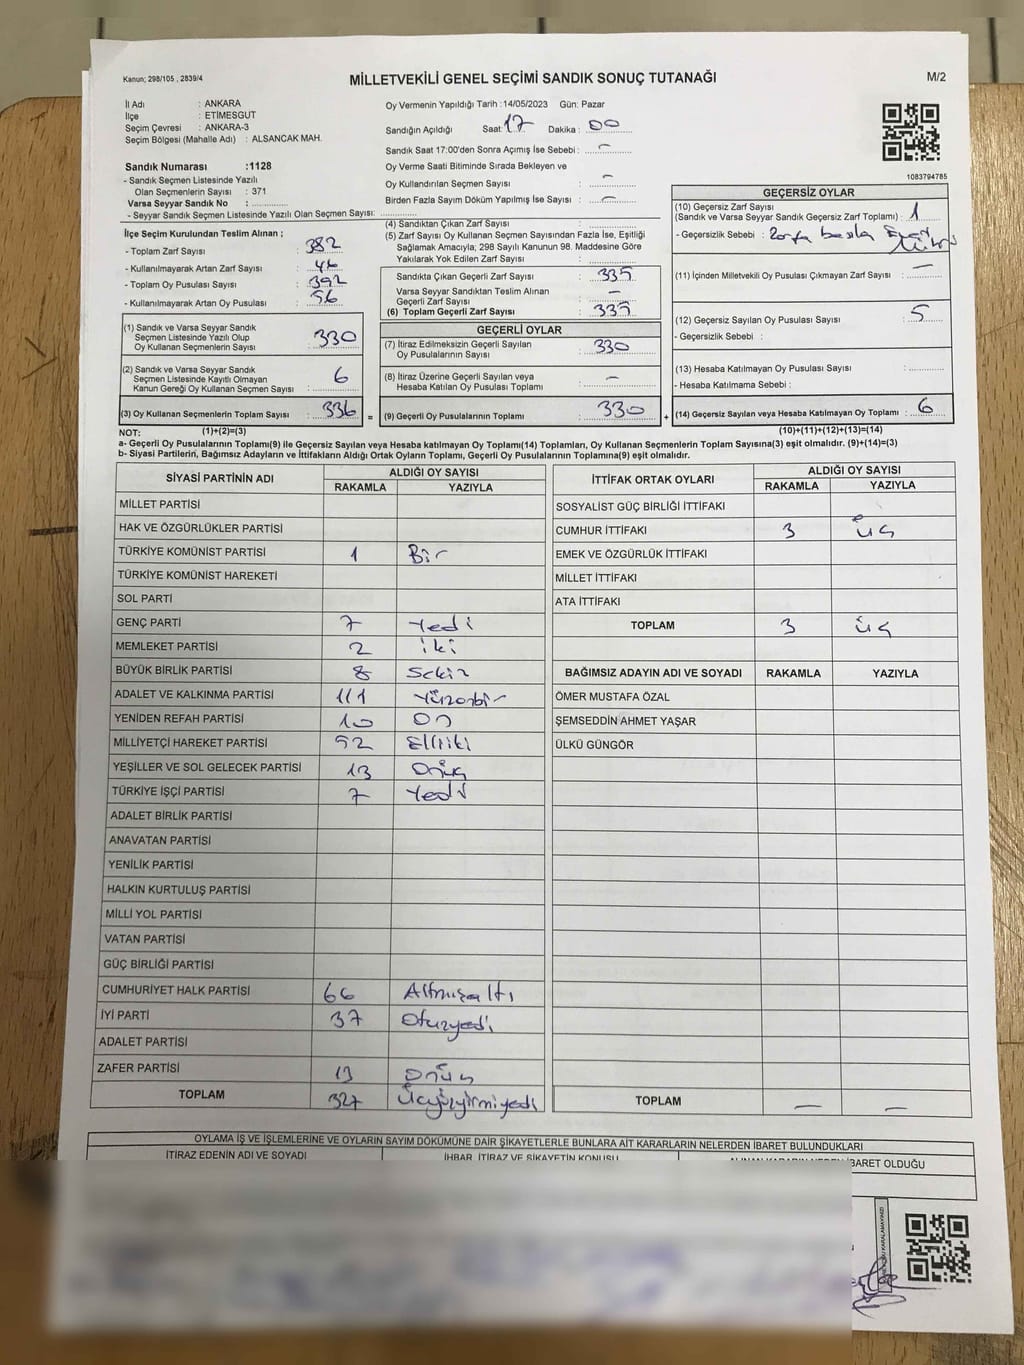 Kanun; 298/105 , 2839/4
MİLLETVEKİLİ GENEL SEÇİMİ SANDIK SONUÇ TUTANAĞI
M/2
İl Adı : ANKARA
İlçe : ETİMESGUT
Seçim Çevresi : ANKARA-3
Seçim Bölgesi (Mahalle Adı) : ALSANCAK MAH.
Sandık Numarası :1128
- Sandık Seçmen Listesinde Yazılı
Olan Seçmenlerin Sayısı : 371
Varsa Seyyar Sandık No :
- Seyyar Sandık Seçmen Listesinde Yazılı Olan Seçmen Sayısı:
Oy Vermenin Yapıldığı Tarih :14/05/2023 Gün: Pazar
Sandığın Açıldığı Saat: 17 Dakika : 00
Sandık Saat 17:00'den Sonra Açımış İse Sebebi : -
Oy Verme Saati Bitiminde Sırada Bekleyen ve
Oy Kullandırılan Seçmen Sayısı : -
Birden Fazla Sayım Döküm Yapılmış İse Sayısı : -
1083794785
İlçe Seçim Kurulundan Teslim Alınan ;
- Toplam Zarf Sayısı : 382
- Kullanılmayarak Artan Zarf Sayısı : 46
- Toplam Oy Pusulası Sayısı : 392
- Kullanılmayarak Artan Oy Pusulası : 56
(1) Sandık ve Varsa Seyyar Sandık
Seçmen Listesinde Yazılı Olup
Oy Kullanan Seçmenlerin Sayısı : 330
(2) Sandık ve Varsa Seyyar Sandık
Seçmen Listesinde Kayıtlı Olmayan
Kanun Gereği Oy Kullanan Seçmen Sayısı : 6
(3) Oy Kullanan Seçmenlerin Toplam Sayısı : 336
(4) Sandıktan Çıkan Zarf Sayısı :
(5) Zarf Sayısı Oy Kullanan Seçmen Sayısından Fazla İse, Eşitliği
Sağlamak Amacıyla; 298 Sayılı Kanunun 98. Maddesine Göre
Yakılarak Yok Edilen Zarf Sayısı :
Sandıkta Çıkan Geçerli Zarf Sayısı : 335
Varsa Seyyar Sandıktan Teslim Alınan
Geçerli Zarf Sayısı : -
(6) Toplam Geçerli Zarf Sayısı : 335
GEÇERLİ OYLAR
(7) İtiraz Edilmeksizin Geçerli Sayılan
Oy Pusulalarının Sayısı : 330
(8) İtiraz Üzerine Geçerli Sayılan veya
Hesaba Katılan Oy Pusulası Toplamı : -
= (9) Geçerli Oy Pusulalarının Toplamı : 330 +
GEÇERSİZ OYLAR
(10) Geçersiz Zarf Sayısı
(Sandık ve Varsa Seyyar Sandık Geçersiz Zarf Toplamı) : 1
- Geçersizlik Sebebi : Zarfa başka
(11) İçinden Milletvekili Oy Pusulası Çıkmayan Zarf Sayısı : -
(12) Geçersiz Sayılan Oy Pusulası Sayısı : 5
- Geçersizlik Sebebi :
(13) Hesaba Katılmayan Oy Pusulası Sayısı :
- Hesaba Katılmama Sebebi :
(14) Geçersiz Sayılan veya Hesaba Katılmayan Oy Toplamı : 6
NOT: (1)+(2)=(3)
(10)+(11)+(12)+(13)=(14)
a- Geçerli Oy Pusulalarının Toplamı(9) ile Geçersiz Sayılan veya Hesaba katılmayan Oy Toplamı(14) Toplamları, Oy Kullanan Seçmenlerin Toplam Sayısına(3) eşit olmalıdır. (9)+(14)=(3)
b- Siyasi Partilerin, Bağımsız Adayların ve İttifakların Aldığı Ortak Oyların Toplamı, Geçerli Oy Pusulalarının Toplamına(9) eşit olmalıdır.
SİYASİ PARTİNİN ADI ALDIĞI OY SAYISI
RAKAMLA YAZIYLA
MİLLET PARTİSİ
HAK VE ÖZGÜRLÜKLER PARTİSİ
TÜRKİYE KOMÜNİST PARTİSİ 1 Bir
TÜRKİYE KOMÜNİST HAREKETİ
SOL PARTİ
GENÇ PARTİ 7 Yedi
MEMLEKET PARTİSİ 2 iki
BÜYÜK BİRLİK PARTİSİ 8 Sekiz
ADALET VE KALKINMA PARTİSİ 111 Yüzonbir
YENİDEN REFAH PARTİSİ 10 On
MİLLİYETÇİ HAREKET PARTİSİ 52 Elliiki
YEŞİLLER VE SOL GELECEK PARTİSİ 13 Onüç
TÜRKİYE İŞÇİ PARTİSİ 7 Yedi
ADALET BİRLİK PARTİSİ
ANAVATAN PARTİSİ
YENİLİK PARTİSİ
HALKIN KURTULUŞ PARTİSİ
MİLLİ YOL PARTİSİ
VATAN PARTİSİ
GÜÇ BİRLİĞİ PARTİSİ
CUMHURİYET HALK PARTİSİ 66 Altmışaltı
İYİ PARTİ 37 Otuzyedi
ADALET PARTİSİ
ZAFER PARTİSİ 13 Onüç
TOPLAM 327 Üçyüzyirmiyedi
İTTİFAK ORTAK OYLARI ALDIĞI OY SAYISI
RAKAMLA YAZIYLA
SOSYALİST GÜÇ BİRLİĞİ İTTİFAKI
CUMHUR İTTİFAKI 3 üç
EMEK VE ÖZGÜRLÜK İTTİFAKI
MİLLET İTTİFAKI
ATA İTTİFAKI
TOPLAM 3 üç
BAĞIMSIZ ADAYIN ADI VE SOYADI RAKAMLA YAZIYLA
ÖMER MUSTAFA ÖZAL
ŞEMSEDDİN AHMET YAŞAR
ÜLKÜ GÜNGÖR
TOPLAM - -
OYLAMA İŞ VE İŞLEMLERİNE VE OYLARIN SAYIM DÖKÜMÜNE DAİR ŞİKAYETLERLE BUNLARA AİT KARARLARIN NELERDEN İBARET BULUNDUKLARI
İTİRAZ EDENİN ADI VE SOYADI
İHBAR, İTİRAZ VE ŞİKAYETİN KONUSU
İBARET OLDUĞU